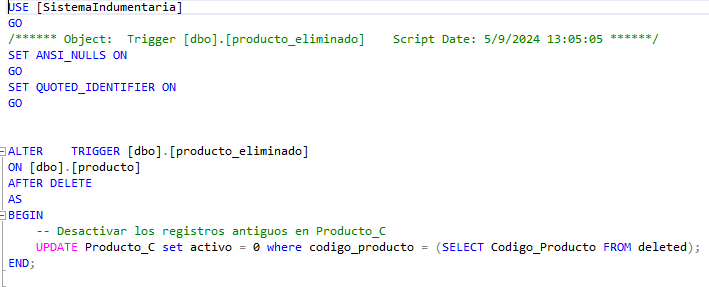 USE [SistemaIndumentaria]
GO
/****** Object:  Trigger [dbo].[producto_eliminado]    Script Date: 5/9/2024 13:05:05 ******/
SET ANSI_NULLS ON
GO
SET QUOTED_IDENTIFIER ON
GO
ALTER    TRIGGER [dbo].[producto_eliminado]
ON [dbo].[producto]
AFTER DELETE
AS
BEGIN
    -- Desactivar los registros antiguos en Producto_C
    UPDATE Producto_C set activo = 0 where codigo_producto = (SELECT Codigo_Producto FROM deleted);
END;